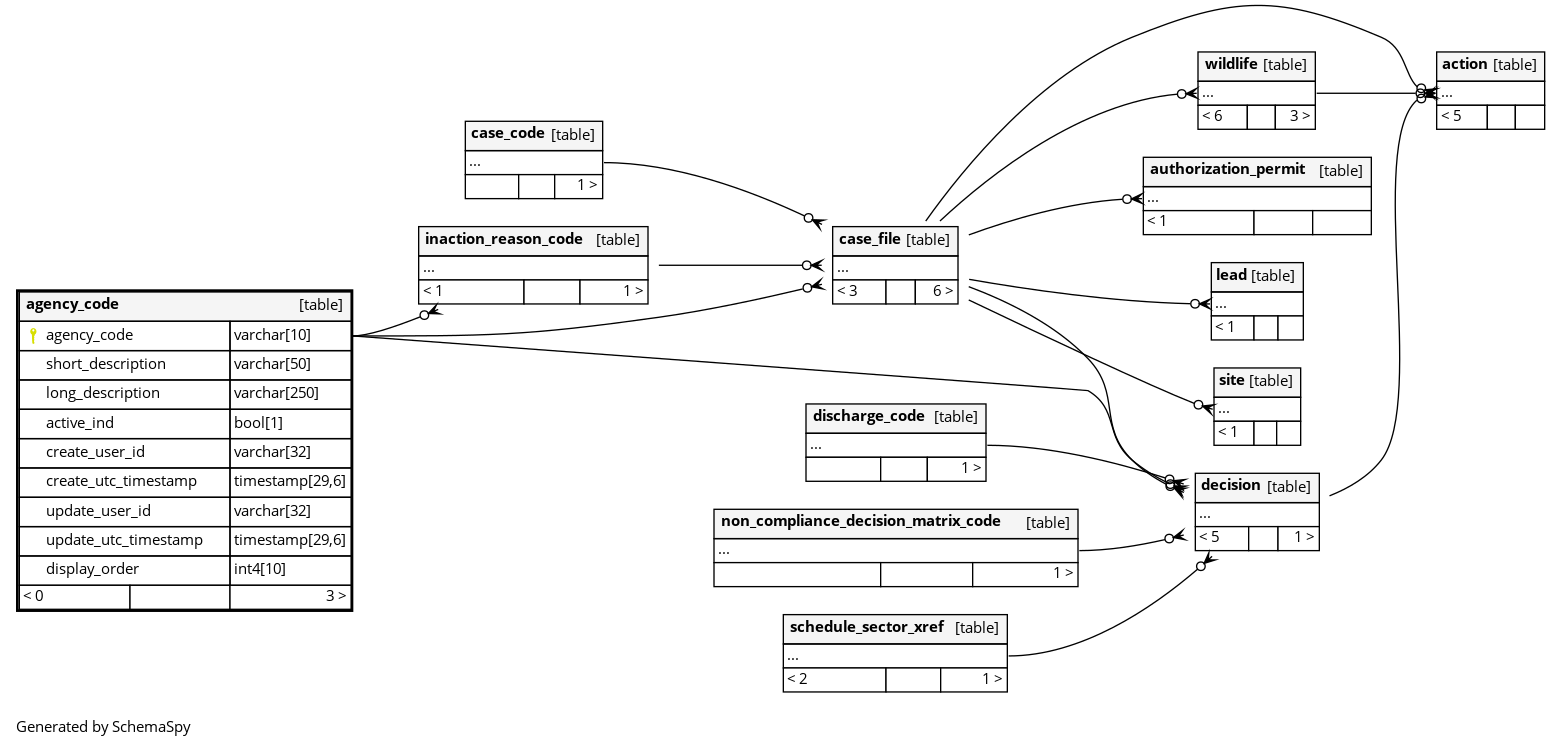 wildlife [table]
...
< 6 3 >
action [table]
...
< 5
case_code [table]
...
1 >
authorization_permit [table]
...
< 1
inaction_reason_code [table]
...
< 1 1 >
case_file [table]
...
< 3 6 >
lead [table]
...
< 1
agency_code [table]
agency_code varchar[10]
short_description varchar[50]
long_description varchar[250]
active_ind bool[1]
create_user_id varchar[32]
create_utc_timestamp timestamp[29,6]
update_user_id varchar[32]
update_utc_timestamp timestamp[29,6]
display_order int4[10]
< 0 3 >
site [table]
...
< 1
discharge_code [table]
...
1 >
decision [table]
...
< 5 1 >
non_compliance_decision_matrix_code [table]
...
1 >
schedule_sector_xref [table]
...
< 2 1 >
Generated by SchemaSpy